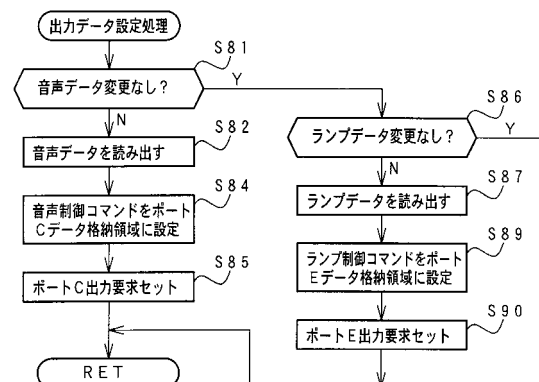 出力データ設定処理
S81
音声データ変更なし?
Y
N
S82
音声データを読み出す
S84
音声制御コマンドをポート
Cデータ格納領域に設定
S85
ポートC出力要求セット
RET
S86
ランプデータ変更なし?
Y
N
S87
ランプデータを読み出す
S89
ランプ制御コマンドをポート
Eデータ格納領域に設定
S90
ポートE出力要求セット